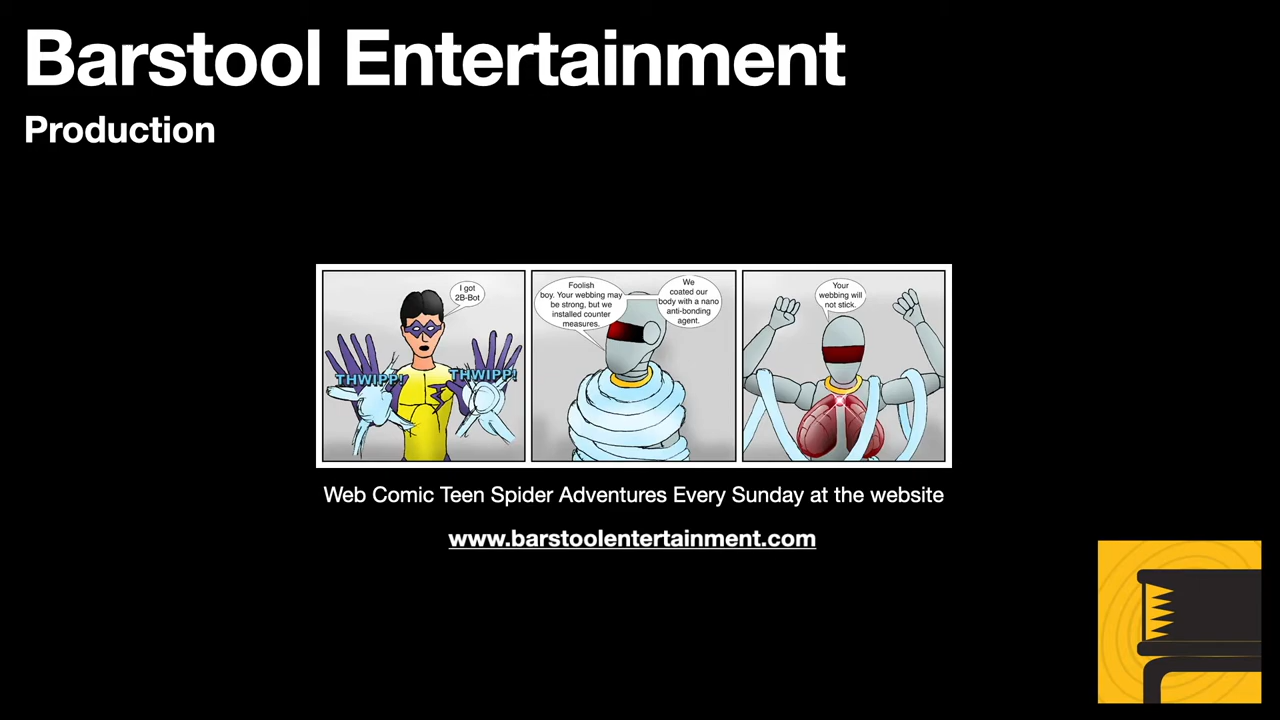 Barstool Entertainment
Production
I got
2B-Bot
THWIPP!
THWIPP!
Foolish
boy. Your webbing may
be strong, but we
installed counter
measures.
We
coated our
body with a nano
anti-bonding
agent.
Your
webbing will
not stick.
Web Comic Teen Spider Adventures Every Sunday at the website
www.barstoolentertainment.com